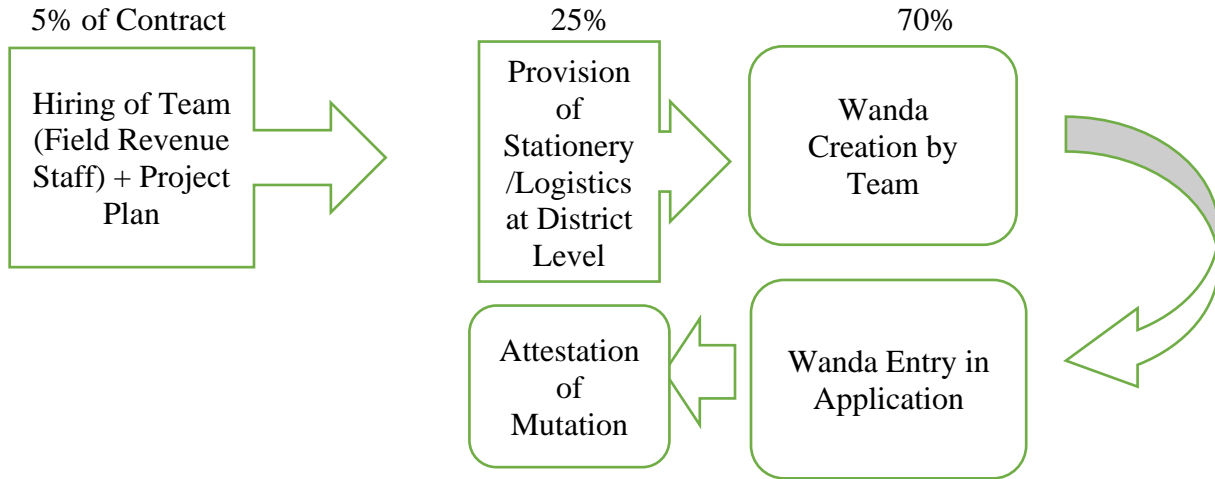 5% of Contract
25%
70%
Hiring of Team
(Field Revenue
Staff) + Project
Plan
Provision
of
Stationery
/Logistics
at District
Level
Wanda
Creation by
Team
Wanda Entry in
Application
Attestation
of
Mutation